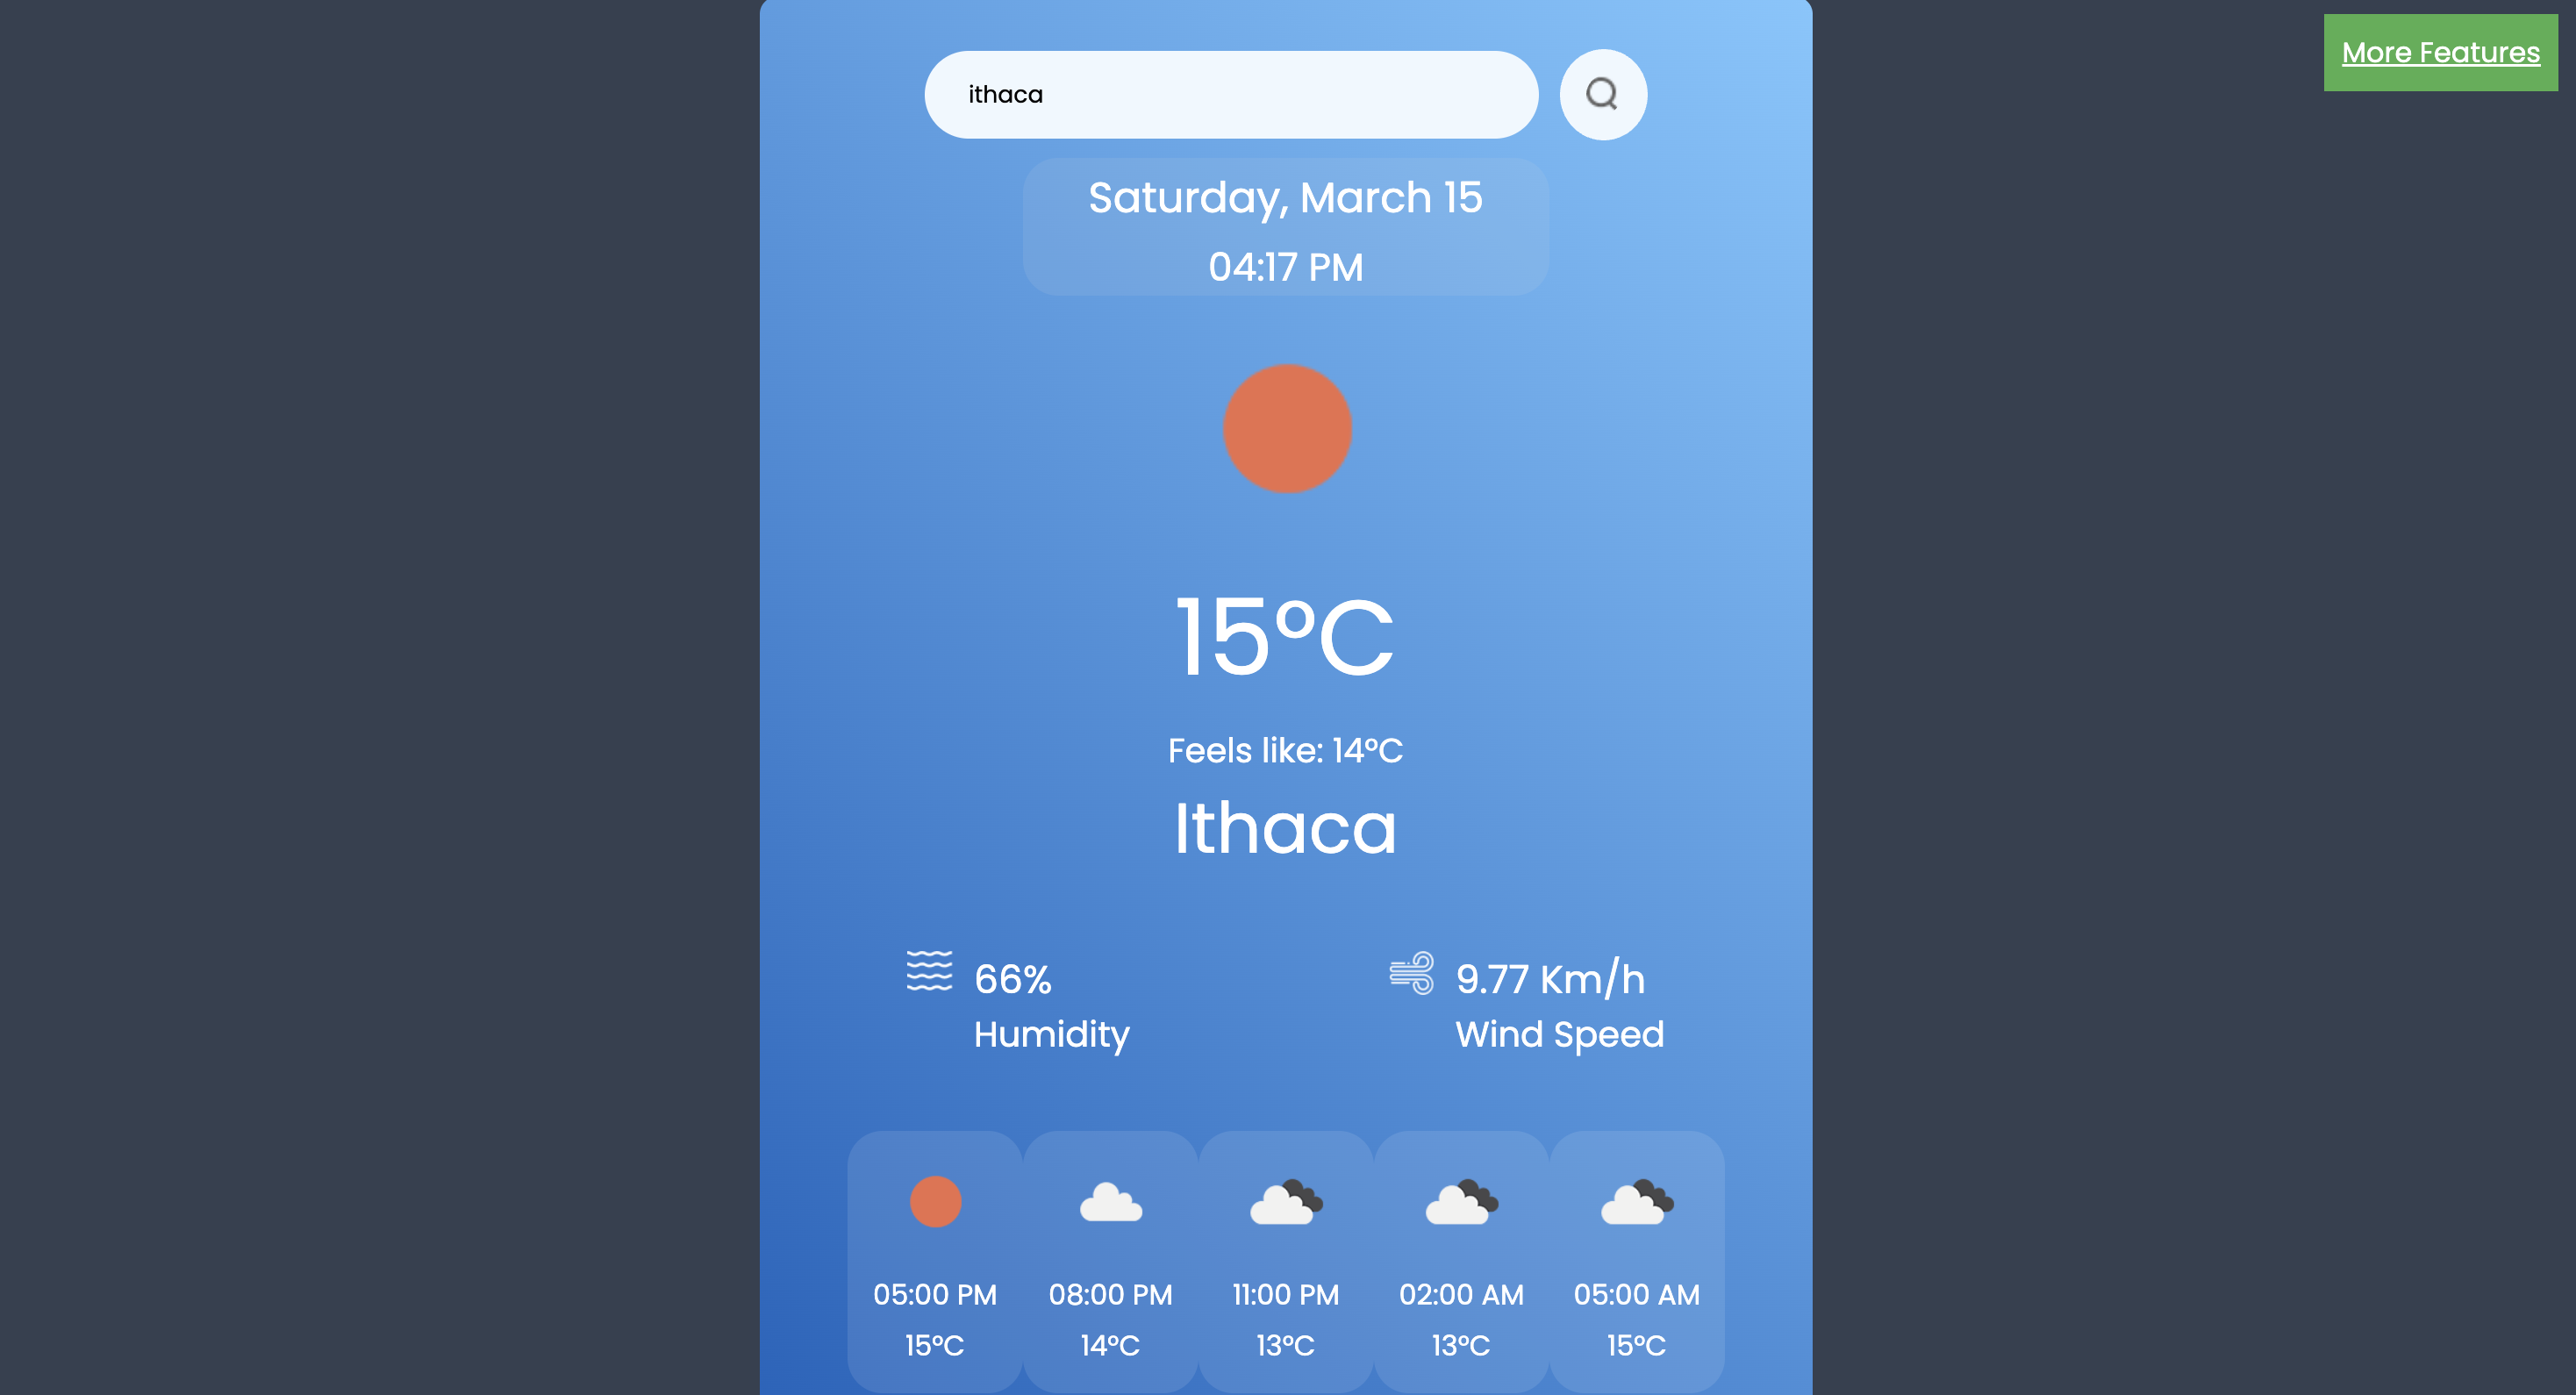 More Features
ithaca
Saturday, March 15
04:17 PM
15°C
Feels like: 14°C
Ithaca
66%
Humidity
9.77 Km/h
Wind Speed
05:00 PM
15°C
08:00 PM
14°C
11:00 PM
13°C
02:00 AM
13°C
05:00 AM
15°C